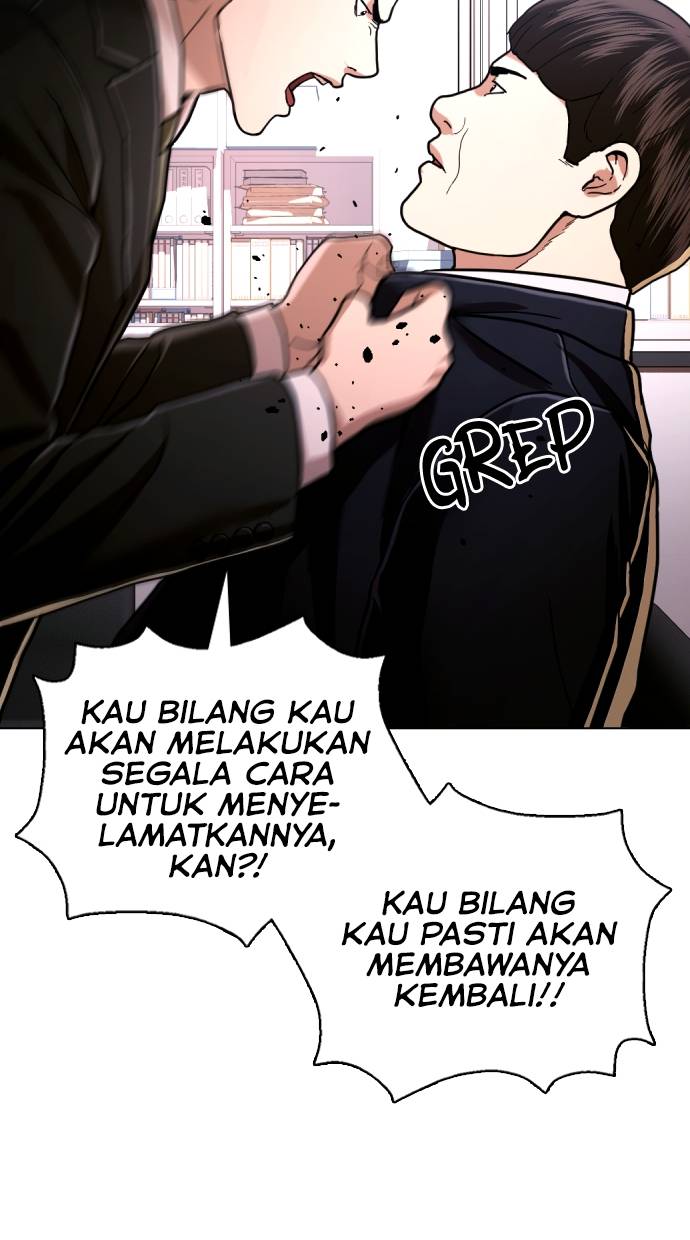 GREP
KAU BILANG KAU
AKAN MELAKUKAN
SEGALA CARA
UNTUK MENYE-
LAMATKANNYA,
KAN?!
KAU BILANG
KAU PASTI AKAN
MEMBAWANYA
KEMBALI!!